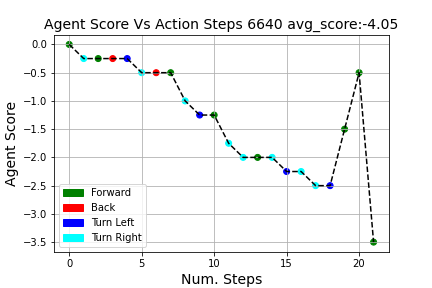 Agent Score Vs Action Steps 6640 avg_score:-4.05
Agent Score
0.0
−0.5
−1.0
−1.5
−2.0
−2.5
−3.0
−3.5
Forward
Back
Turn Left
Turn Right
0 5 10 15 20
Num. Steps